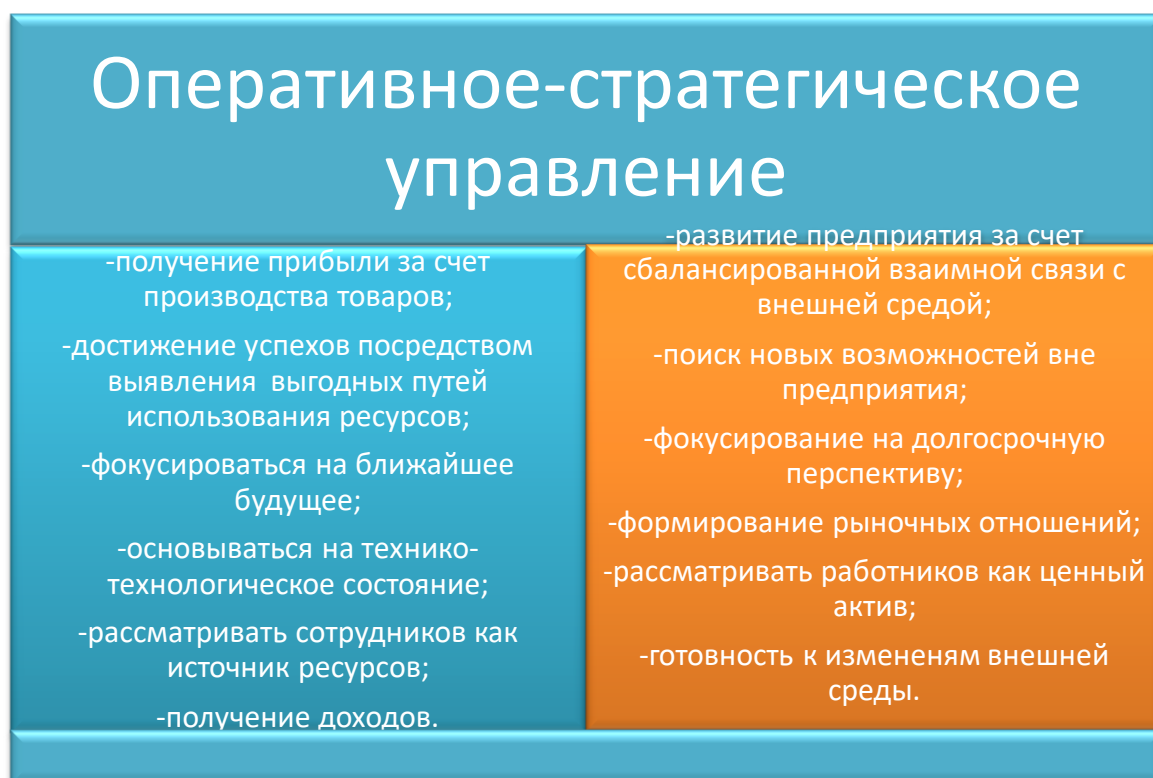 Оперативное-стратегическое
управление
-получение прибыли за счет
производства товаров;
-достижение успехов посредством
выявления  выгодных путей
использования ресурсов;
-фокусироваться на ближайшее
будущее;
-основываться на технико-
технологическое состояние;
-рассматривать сотрудников как
источник ресурсов;
-получение доходов.
-развитие предприятия за счет
сбалансированной взаимной связи с
внешней средой;
-поиск новых возможностей вне
предприятия;
-фокусирование на долгосрочную
перспективу;
-формирование рыночных отношений;
-рассматривать работников как ценный
актив;
-готовность к измененям внешней
среды.